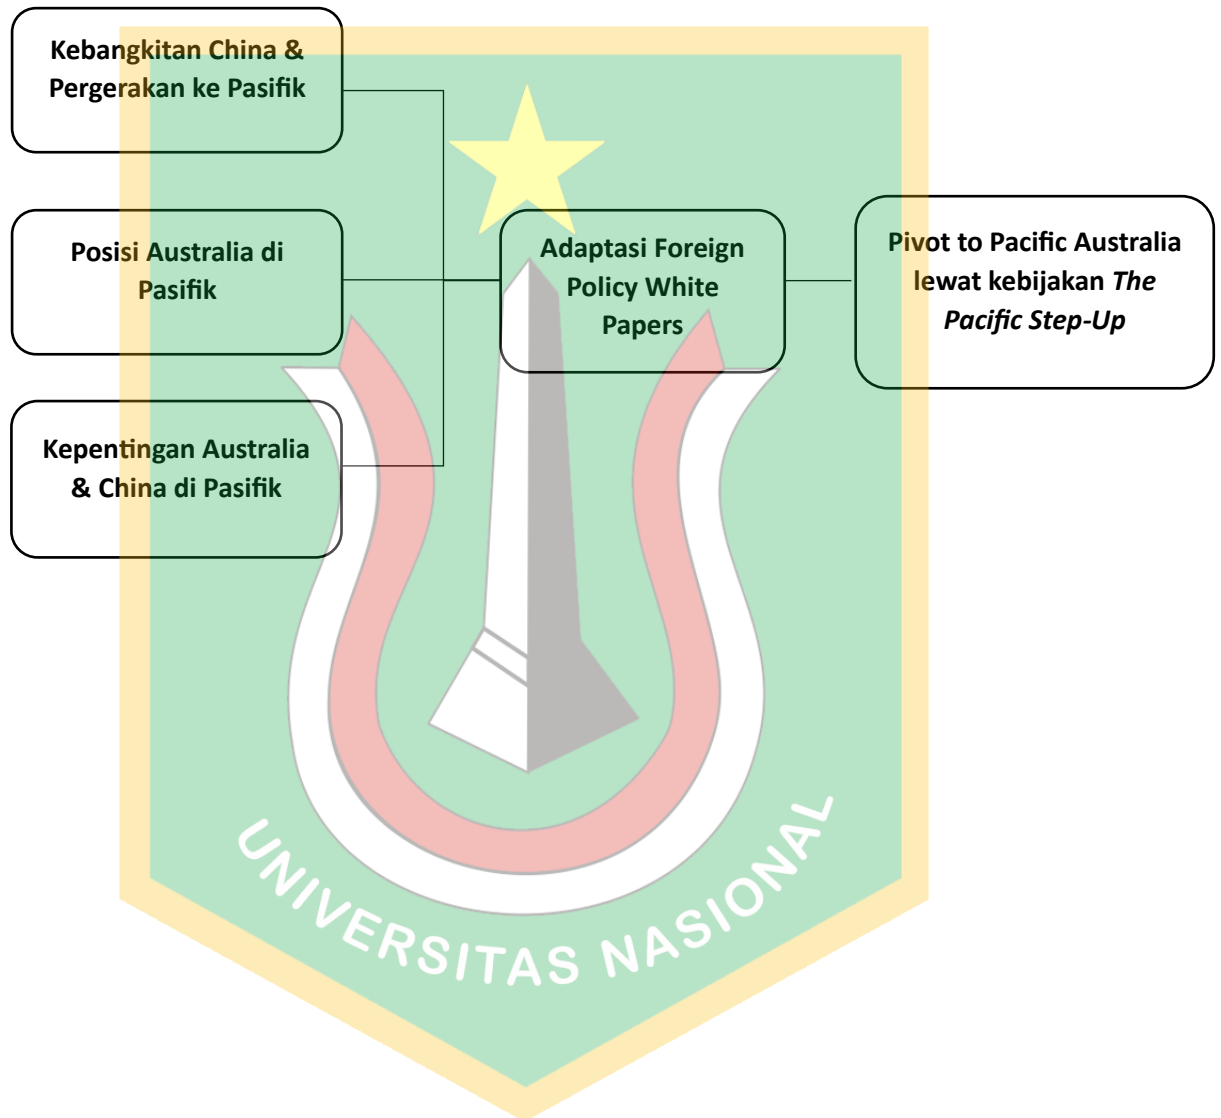 Kebangkitan China &
Pergerakan ke Pasifik
Posisi Australia di
Pasifik
Kepentingan Australia
& China di Pasifik
Adaptasi Foreign
Policy White
Papers
Pivot to Pacific Australia
lewat kebijakan The
Pacific Step-Up
UNIVERSITAS NASIONAL